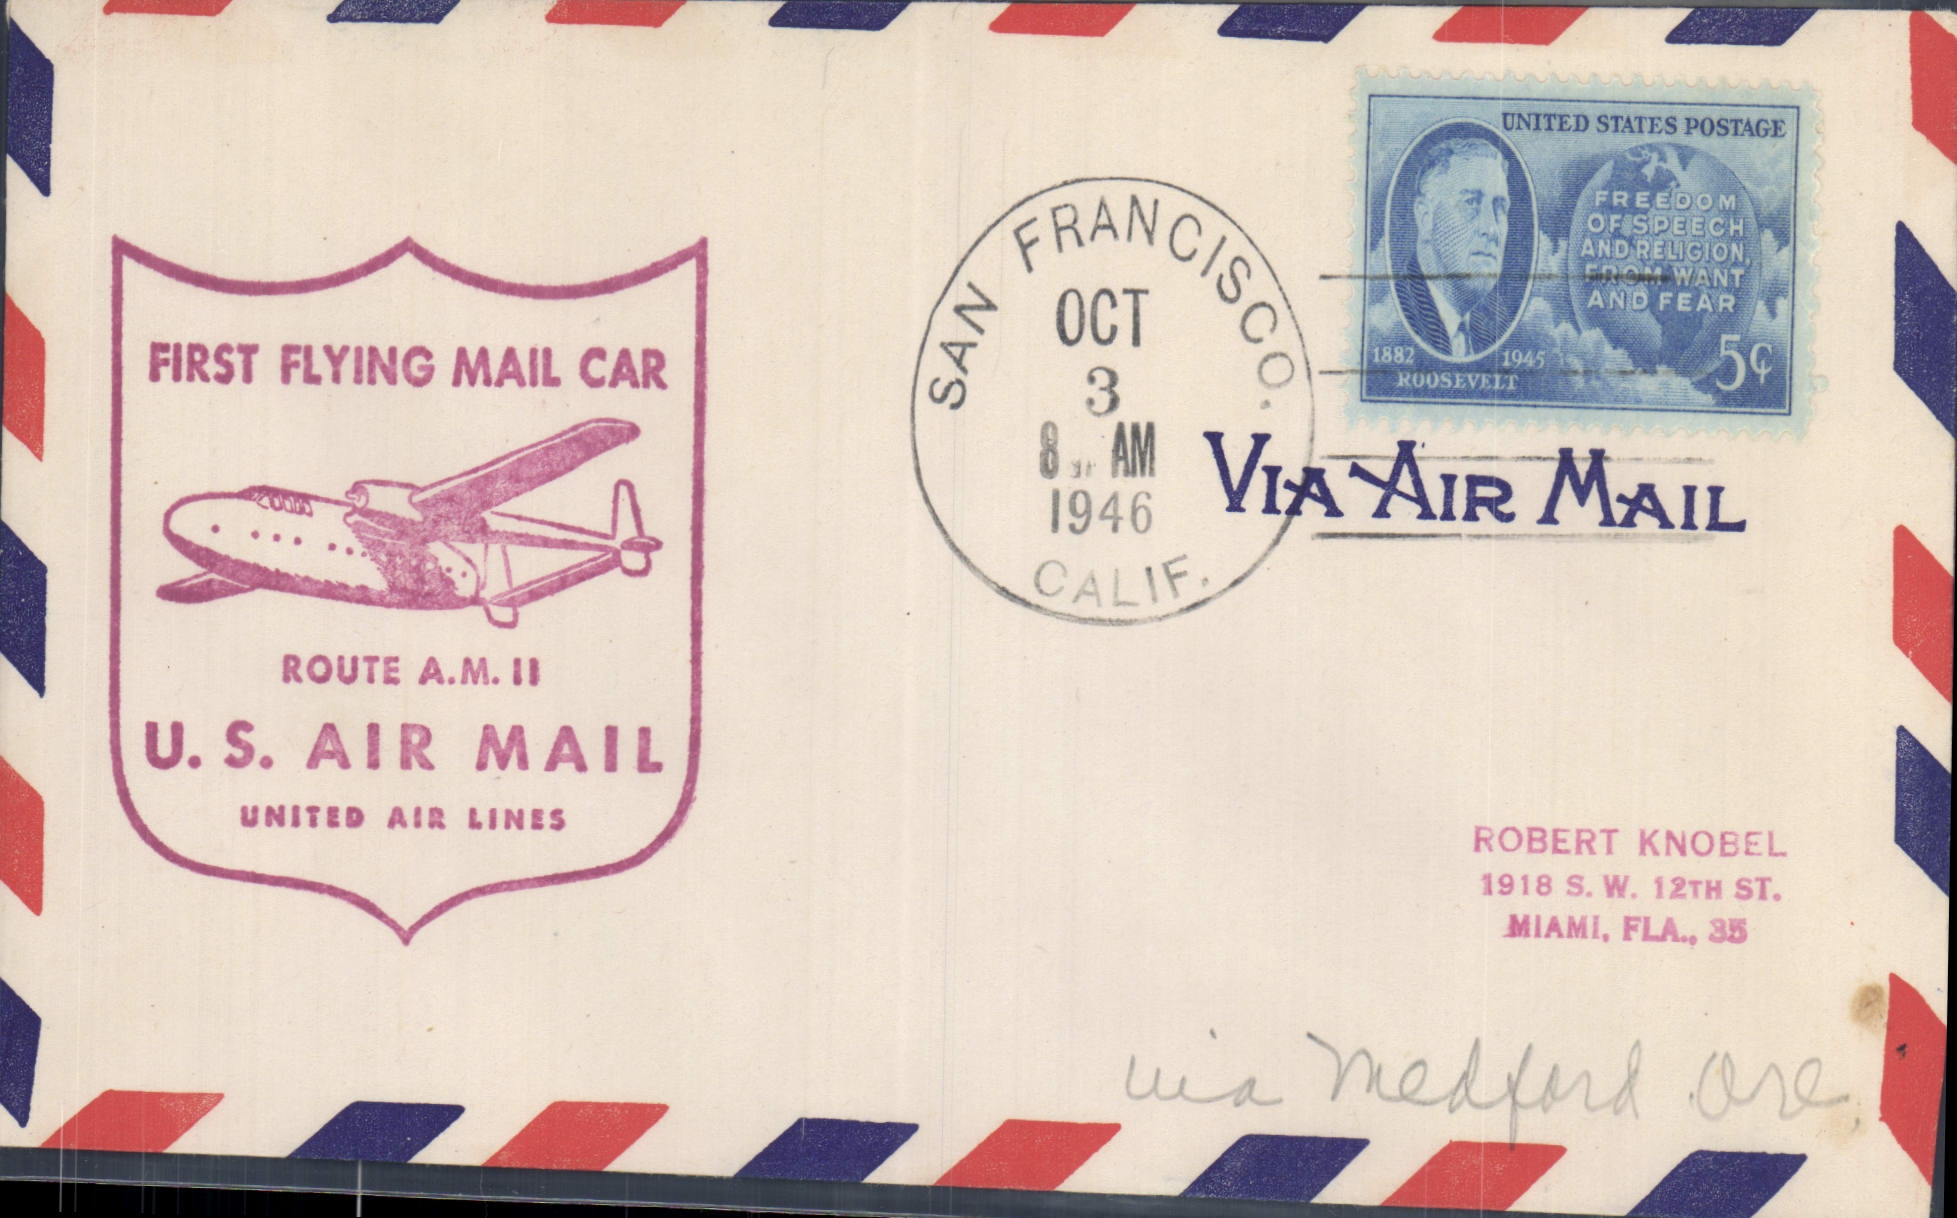 FIRST FLYING MAIL CAR
ROUTE A.M. 11
U. S. AIR MAIL
UNITED AIR LINES
SAN FRANCISCO.
OCT
3
8 AM
1946
CALIF.
UNITED STATES POSTAGE
FREEDOM
OF SPEECH
AND RELIGION,
FROM WANT
AND FEAR
1882 1945
ROOSEVELT
5¢
VIA AIR MAIL
ROBERT KNOBEL
1918 S. W. 12TH ST.
MIAMI, FLA., 35
via Medford Ore.